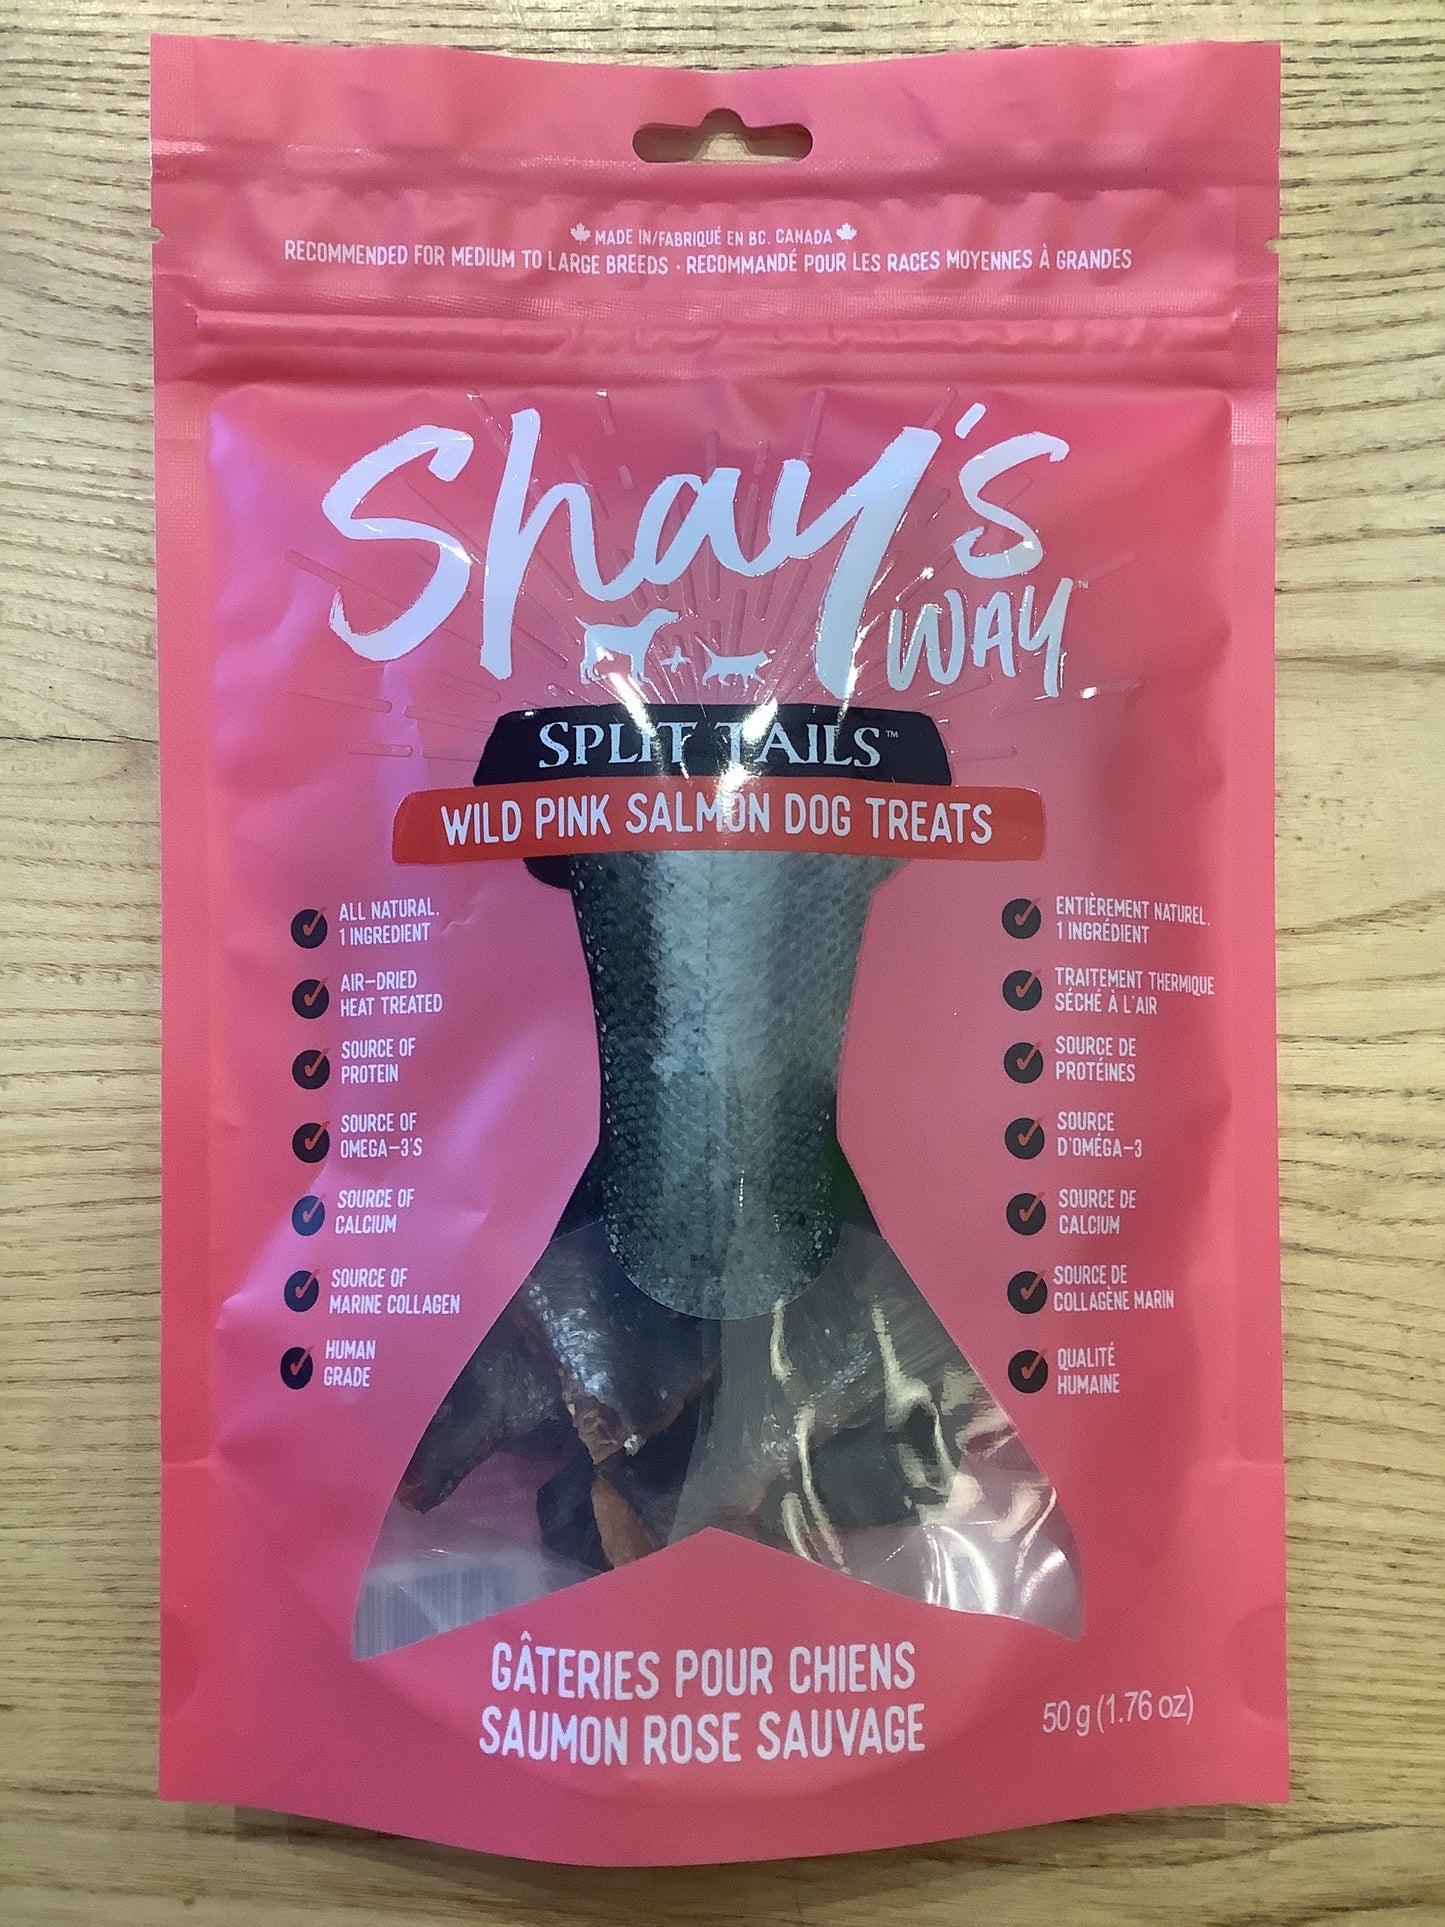 MADE IN/FABRIQUÉ EN BC, CANADA
RECOMMENDED FOR MEDIUM TO LARGE BREEDS • RECOMMANDÉ POUR LES RACES MOYENNES À GRANDES
Shay's
WAY™
SPLIT TAILS™
WILD PINK SALMON DOG TREATS
ALL NATURAL.
1 INGREDIENT
AIR-DRIED
HEAT TREATED
SOURCE OF
PROTEIN
SOURCE OF
OMEGA-3'S
SOURCE OF
CALCIUM
SOURCE OF
MARINE COLLAGEN
HUMAN
GRADE
ENTIÈREMENT NATUREL.
1 INGRÉDIENT
TRAITEMENT THERMIQUE
SÉCHÉ À L'AIR
SOURCE DE
PROTÉINES
SOURCE
D'OMÉGA-3
SOURCE DE
CALCIUM
SOURCE DE
COLLAGÈNE MARIN
QUALITÉ
HUMAINE
GÂTERIES POUR CHIENS
SAUMON ROSE SAUVAGE
50 g (1.76 oz)